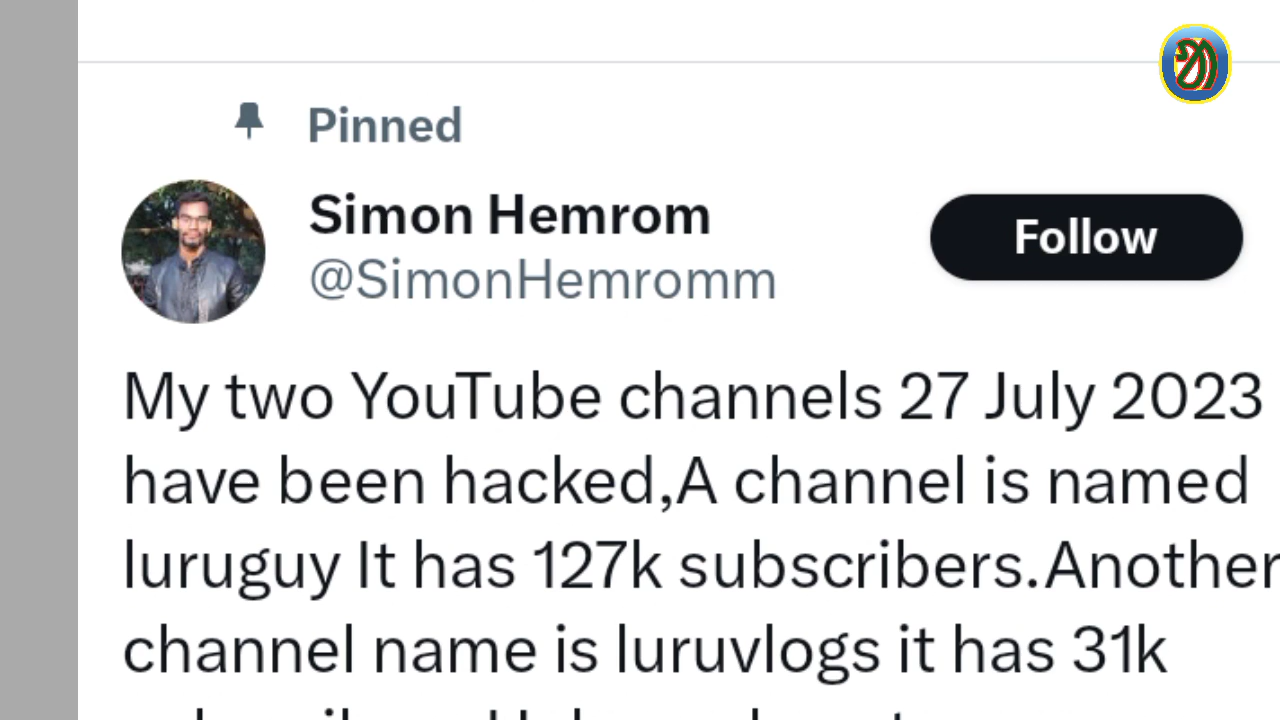 Pinned
Simon Hemrom
@SimonHemromm
Follow
My two YouTube channels 27 July 2023
have been hacked,A channel is named
luruguy It has 127k subscribers.Another
channel name is luruvlogs it has 31k